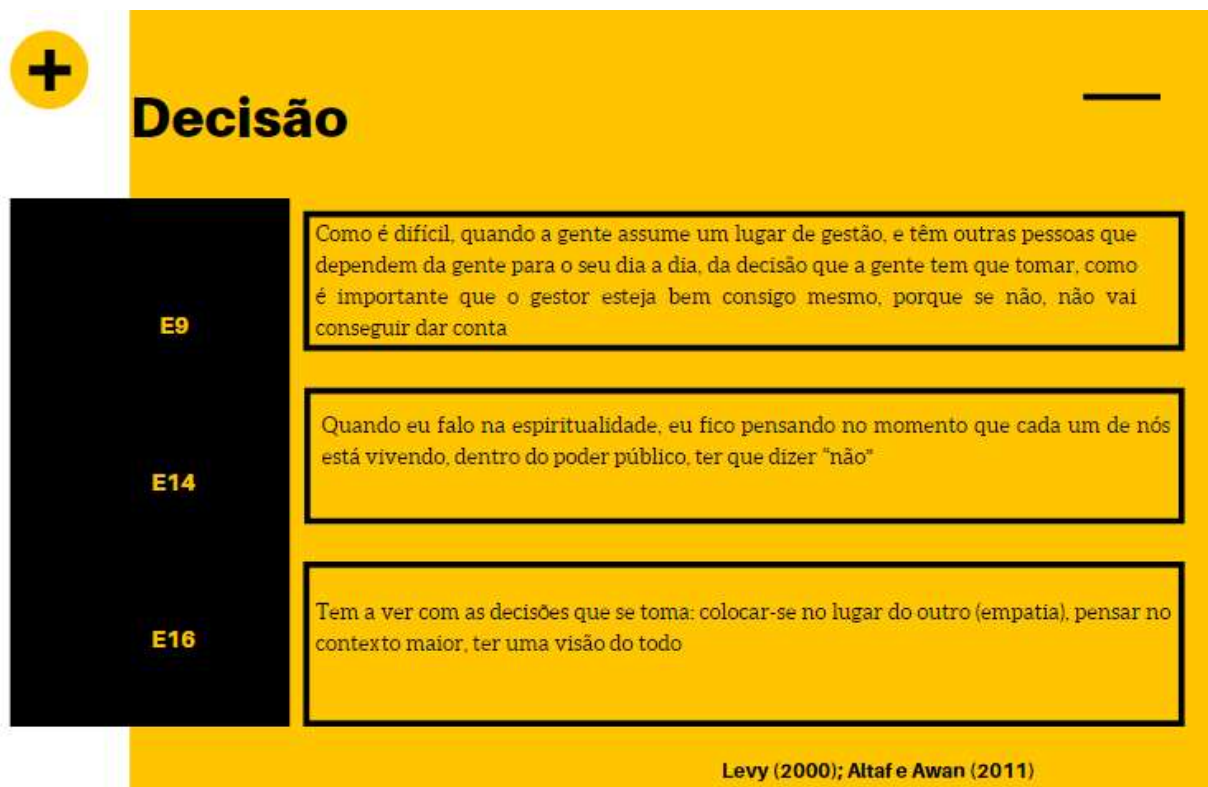 Decisão
E9
Como é difícil, quando a gente assume um lugar de gestão, e têm outras pessoas que
dependem da gente para o seu dia a dia, da decisão que a gente tem que tomar, como
é importante que o gestor esteja bem consigo mesmo, porque se não, não vai
conseguir dar conta
E14
Quando eu falo na espiritualidade, eu fico pensando no momento que cada um de nós
está vivendo, dentro do poder público, ter que dizer "não"
E16
Tem a ver com as decisões que se toma: colocar-se no lugar do outro (empatia), pensar no
contexto maior, ter uma visão do todo
Levy (2000); Altaf e Awan (2011)